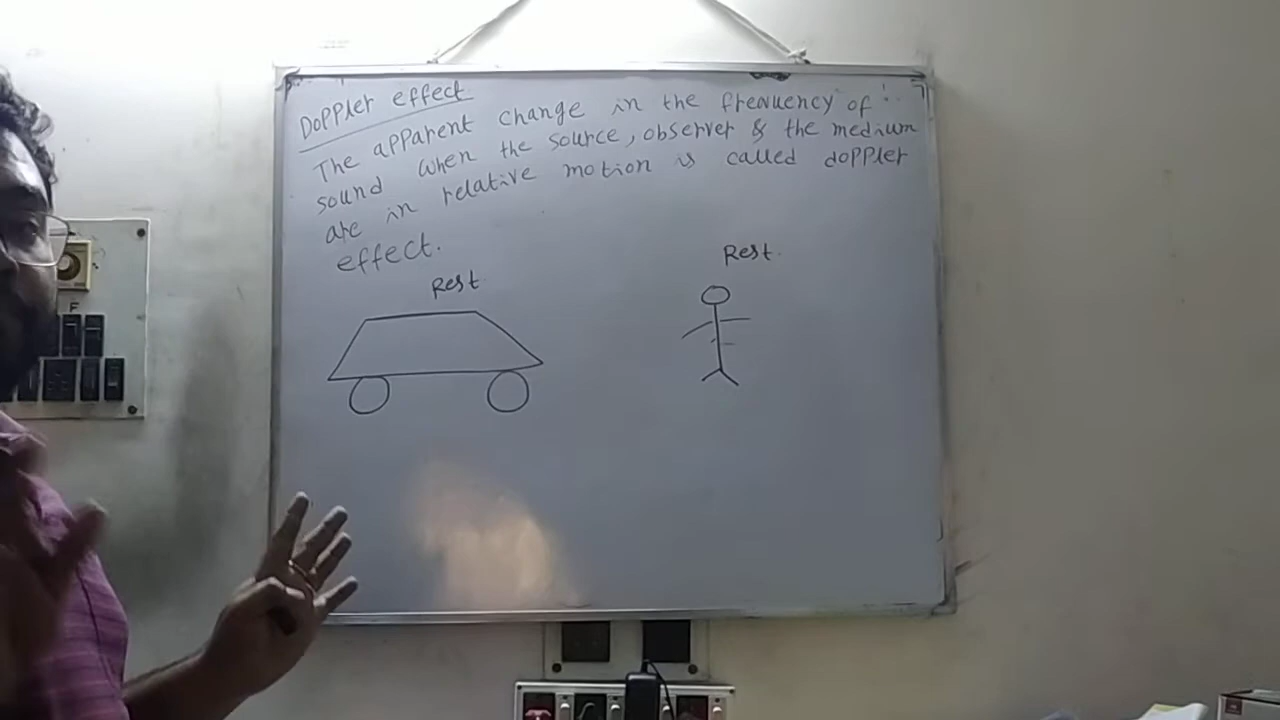 Doppler effect
The apparent change in the frequency of
sound when the source, observer & the medium
are in relative motion is called doppler
effect.
Rest
Rest.
F